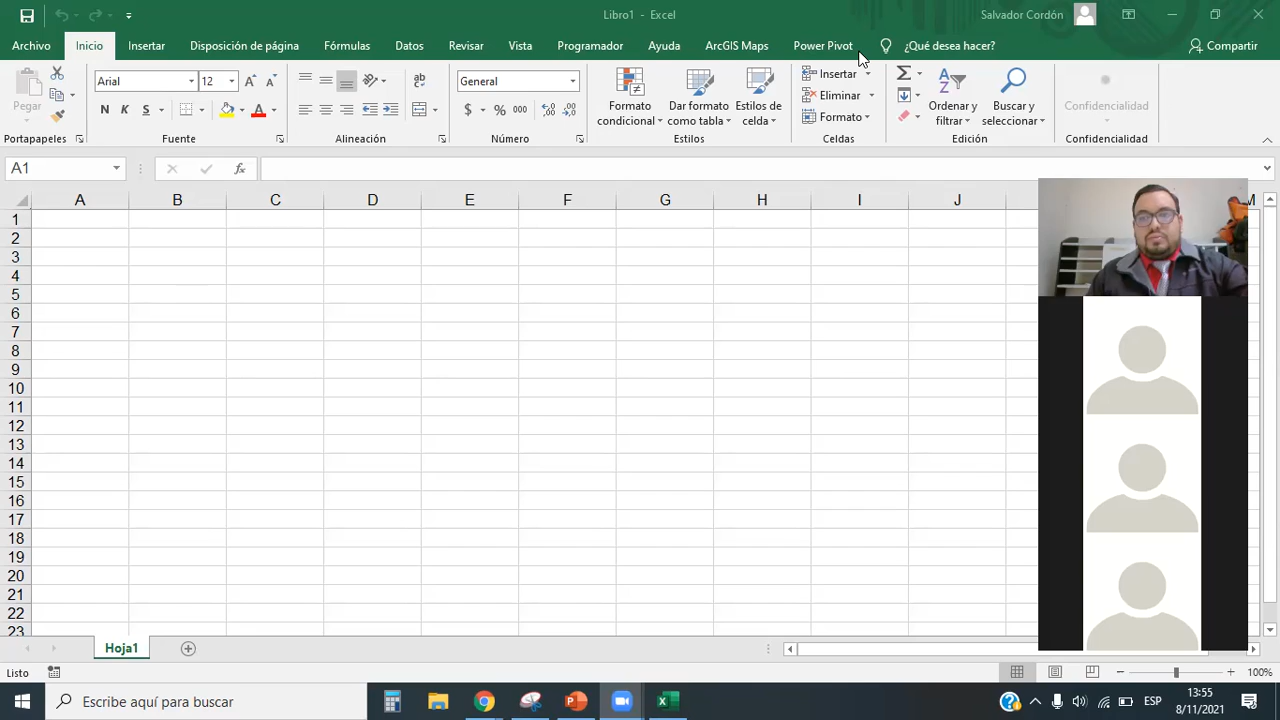 Libro1 - Excel
Salvador Cordón
Archivo Inicio Insertar Disposición de página Fórmulas Datos Revisar Vista Programador Ayuda ArcGIS Maps Power Pivot ¿Qué desea hacer? Compartir
Pegar
Arial 12
N K S
General
$ % 000
Formato condicional
Dar formato como tabla
Estilos de celda
Insertar
Eliminar
Formato
Ordenar y filtrar
Buscar y seleccionar
Confidencialidad
Portapapeles Fuente Alineación Número Estilos Celdas Edición Confidencialidad
A1 fx
A B C D E F G H I J M
1
2
3
4
5
6
7
8
9
10
11
12
13
14
15
16
17
18
19
20
21
22
23
Hoja1
Listo 100%
Escribe aquí para buscar
ESP
13:55
8/11/2021